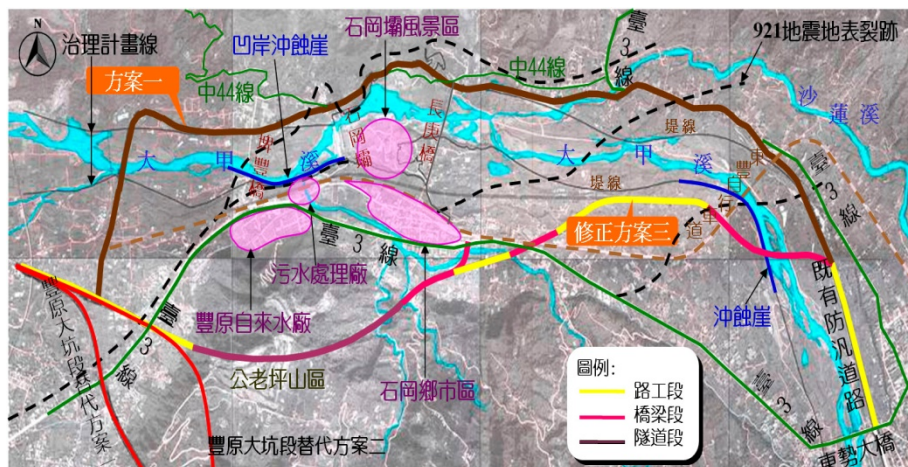 N
治理計畫線
方案一
凹岸沖蝕崖
石岡壩風景區
中44線
中44線
臺3線
921地震地表裂跡
沙蓮溪
埤豐橋
石岡壩
長庚橋
大甲溪
大甲溪
堤線
堤線
東豐自行車道
臺3線
修正方案三
臺3線
污水處理廠
豐原自來水廠
公老坪山區
石岡鄉市區
沖蝕崖
既有防汛道路
臺3線
臺3線
豐原大坑段替代方案一
豐原大坑段替代方案二
東勢大橋
圖例：
路工段
橋梁段
隧道段